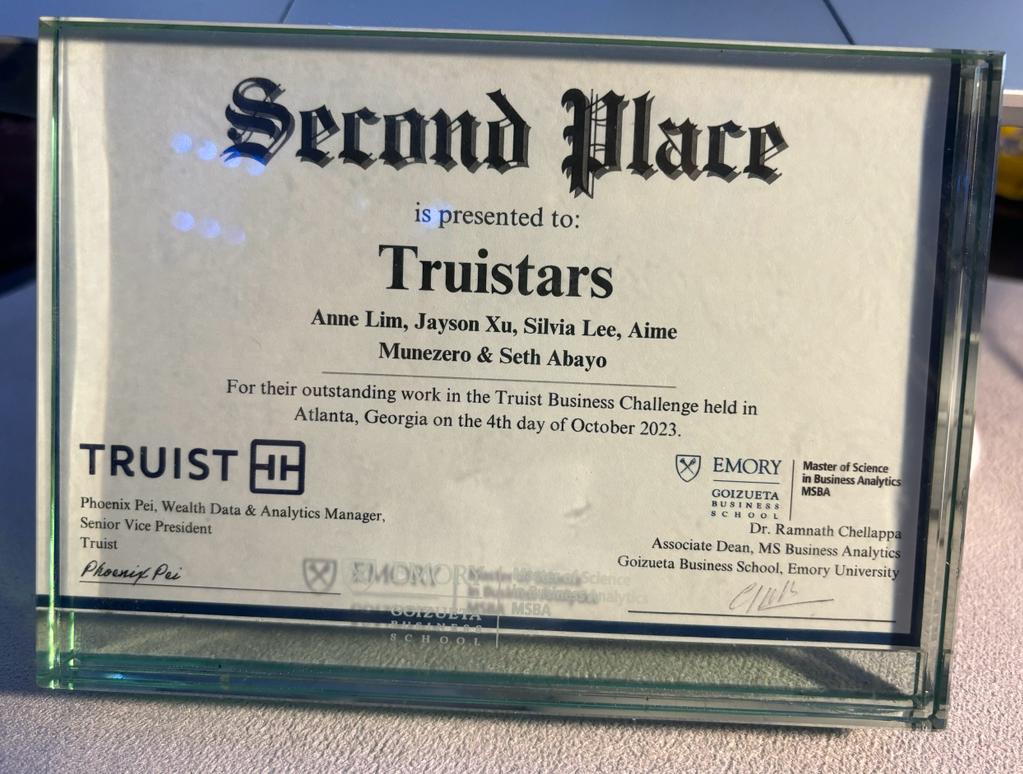 Second Place
is presented to:
Truistars
Anne Lim, Jayson Xu, Silvia Lee, Aime
Munezero & Seth Abayo
For their outstanding work in the Truist Business Challenge held in
Atlanta, Georgia on the 4th day of October 2023.
TRUIST
Phoenix Pei, Wealth Data & Analytics Manager,
Senior Vice President
Truist
Phoenix Pei
EMORY
GOIZUETA
BUSINESS
SCHOOL
Master of Science
in Business Analytics
MSBA
Dr. Ramnath Chellappa
Associate Dean, MS Business Analytics
Goizueta Business School, Emory University
EMORY
GOIZUETA
BUSINESS
SCHOOL
Master of Science
in Business Analytics
MSBA